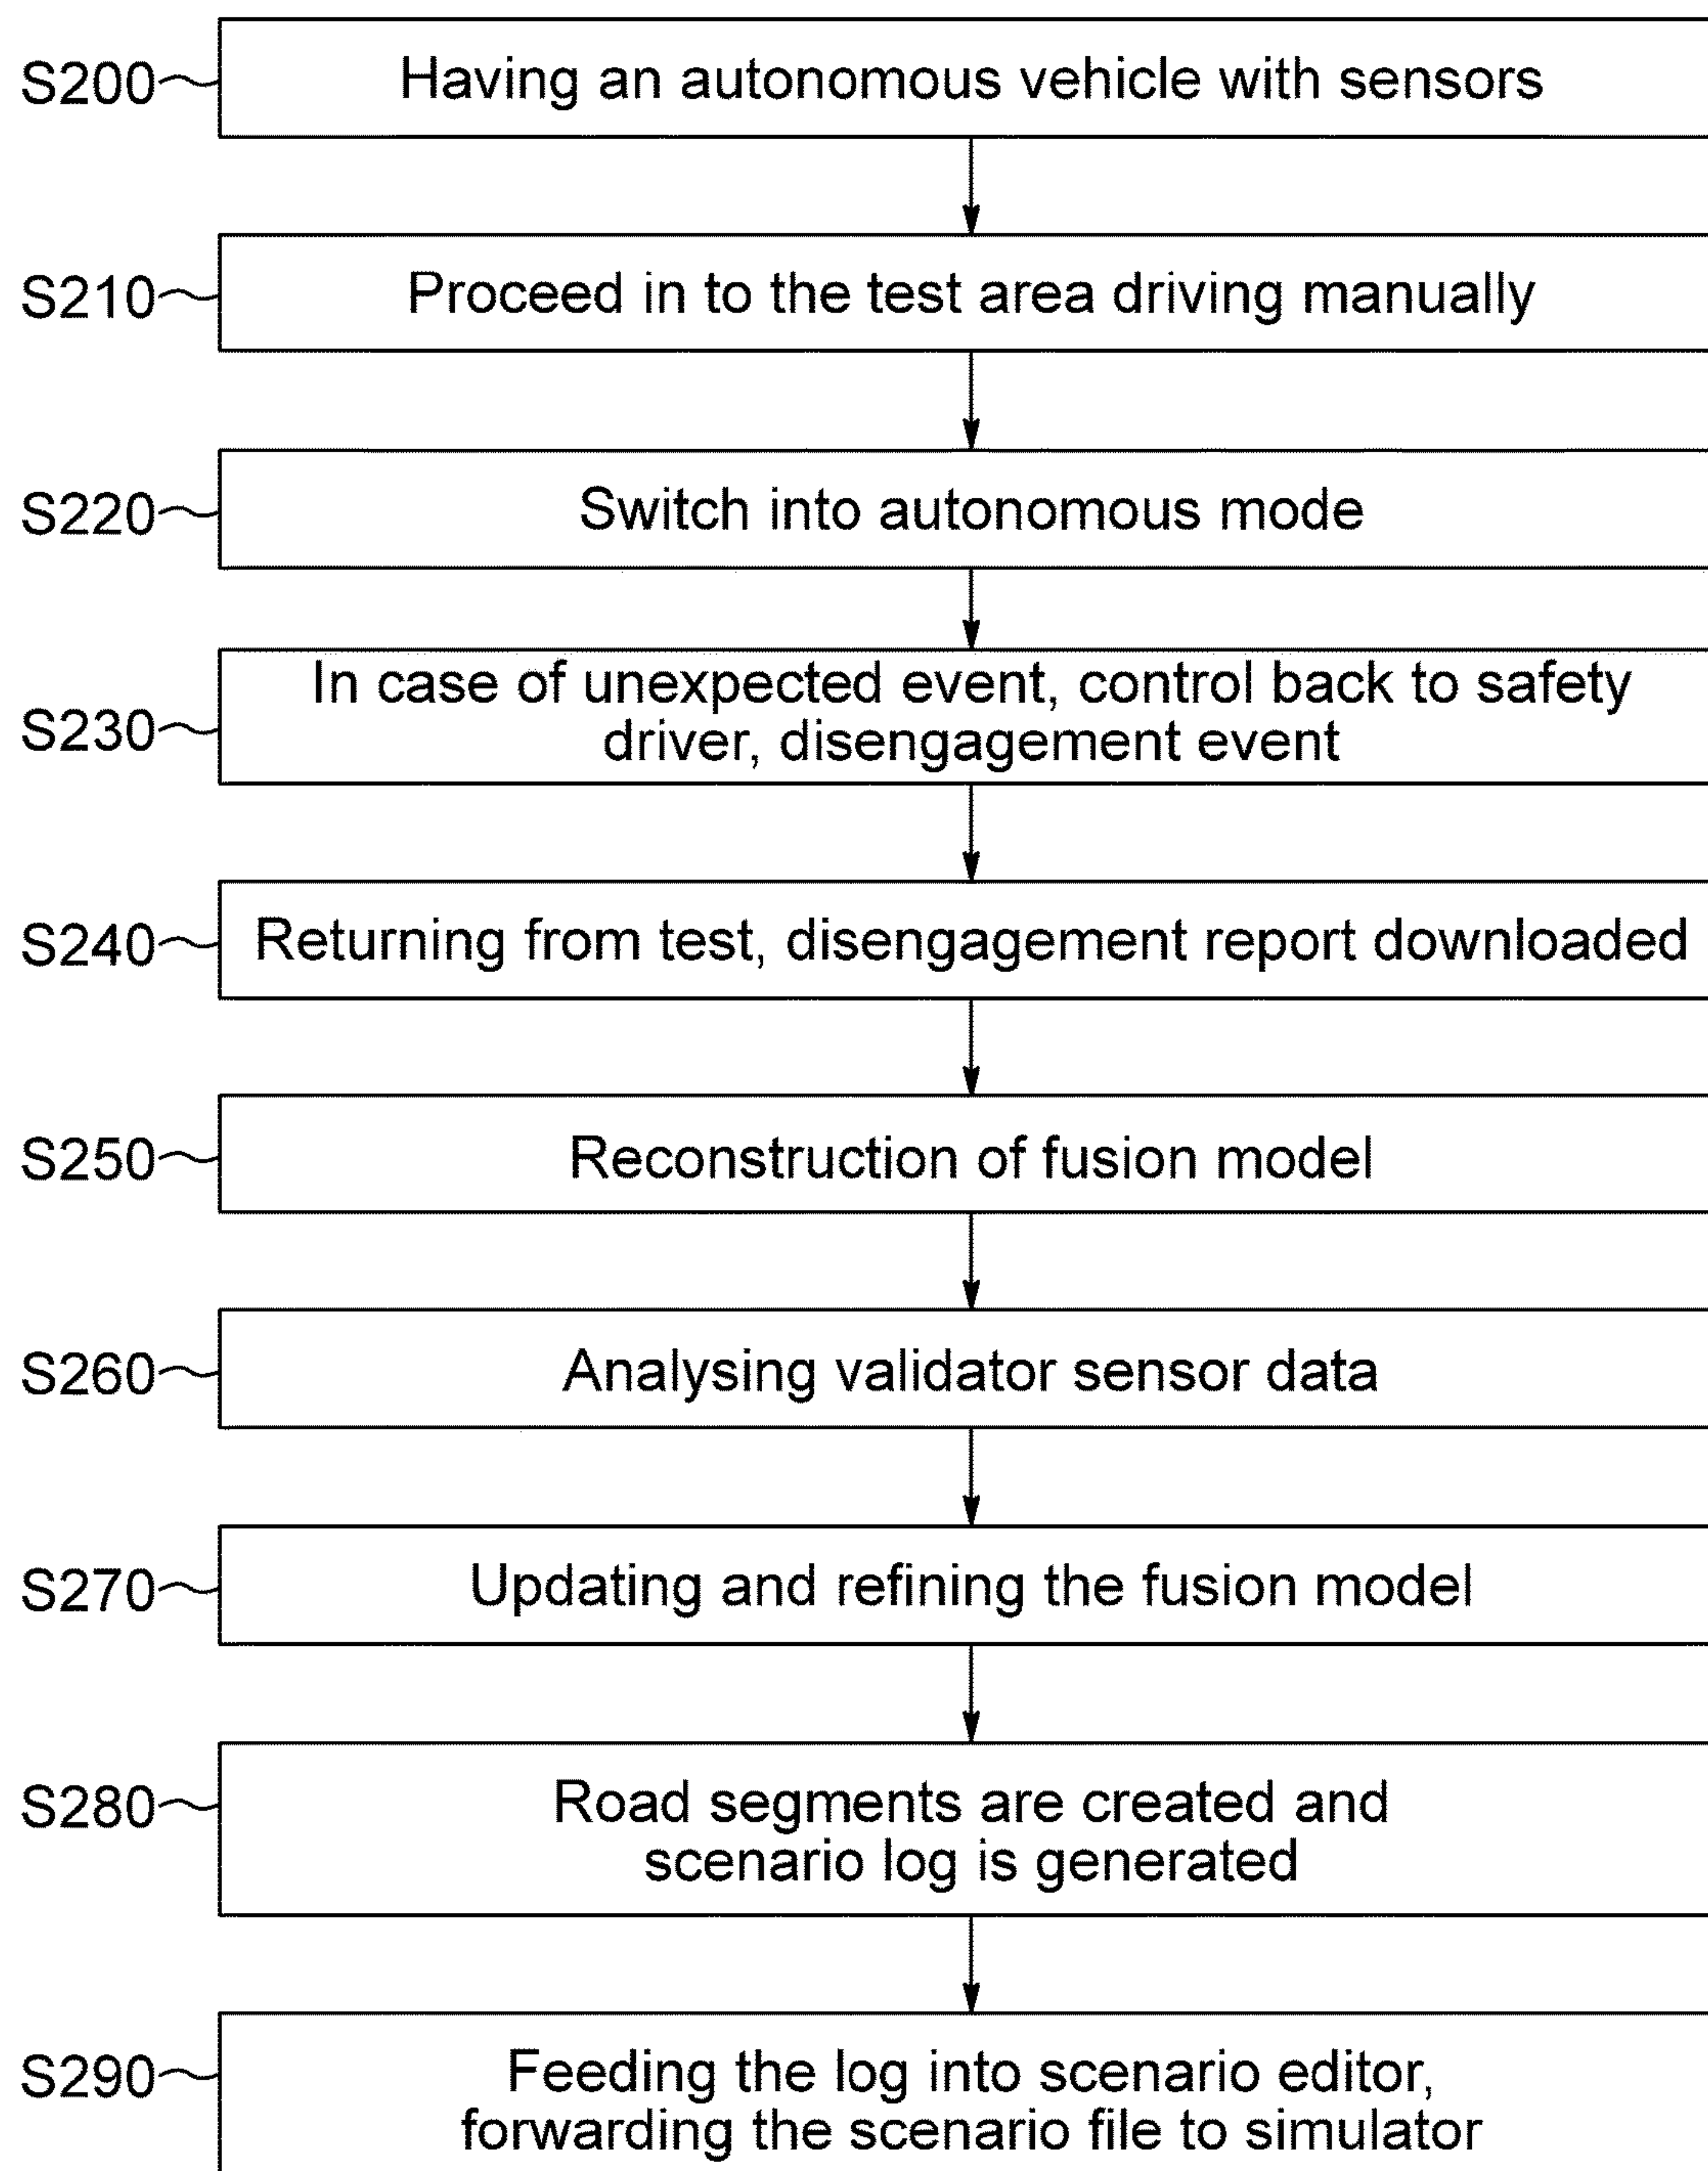 S200 Having an autonomous vehicle with sensors
S210 Proceed in to the test area driving manually
S220 Switch into autonomous mode
S230 In case of unexpected event, control back to safety
driver, disengagement event
S240 Returning from test, disengagement report downloaded
S250 Reconstruction of fusion model
S260 Analysing validator sensor data
S270 Updating and refining the fusion model
S280 Road segments are created and
scenario log is generated
S290 Feeding the log into scenario editor,
forwarding the scenario file to simulator